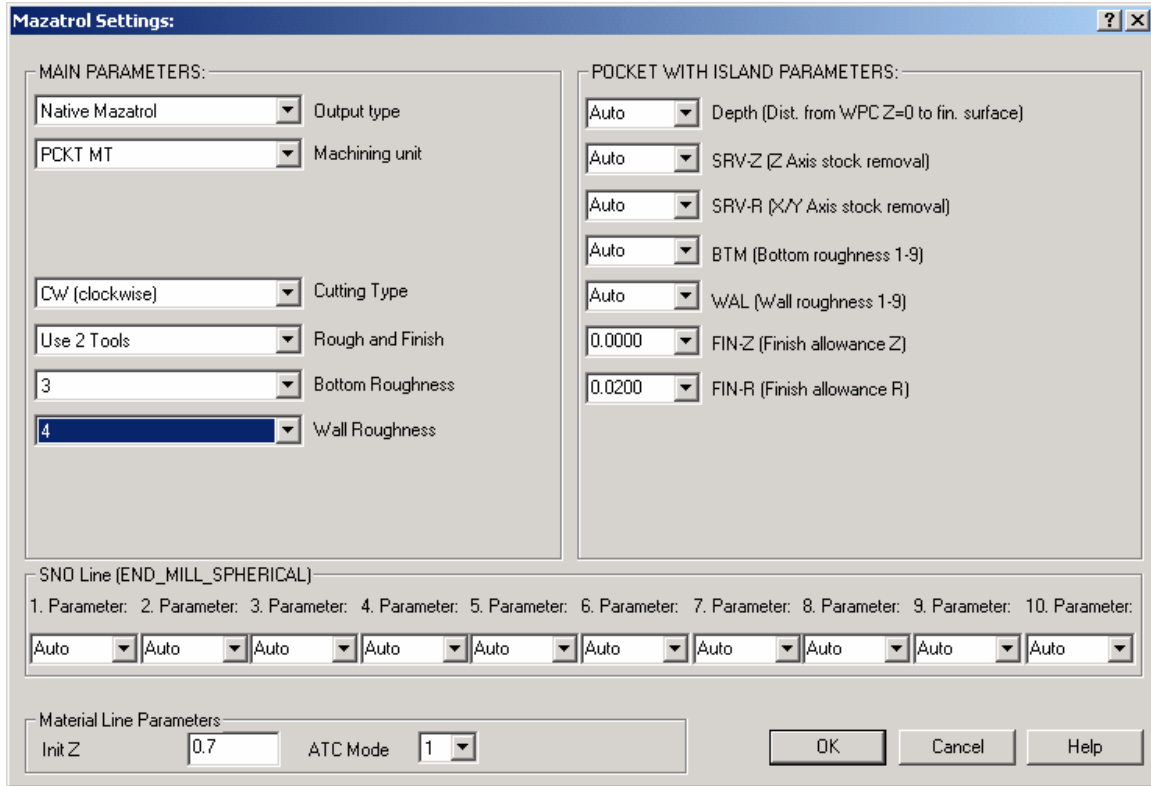 Mazatrol Settings:
MAIN PARAMETERS:
Native Mazatrol Output type
PCKT MT Machining unit
CW (clockwise) Cutting Type
Use 2 Tools Rough and Finish
3 Bottom Roughness
4 Wall Roughness
POCKET WITH ISLAND PARAMETERS:
Auto Depth (Dist. from WPC Z=0 to fin. surface)
Auto SRV-Z (Z Axis stock removal)
Auto SRV-R (X/Y Axis stock removal)
Auto BTM (Bottom roughness 1-9)
Auto WAL (Wall roughness 1-9)
0.0000 FIN-Z (Finish allowance Z)
0.0200 FIN-R (Finish allowance R)
SNO Line (END_MILL_SPHERICAL)
1. Parameter: 2. Parameter: 3. Parameter: 4. Parameter: 5. Parameter: 6. Parameter: 7. Parameter: 8. Parameter: 9. Parameter: 10. Parameter:
Auto Auto Auto Auto Auto Auto Auto Auto Auto Auto
Material Line Parameters
Init Z 0.7 ATC Mode 1
OK Cancel Help